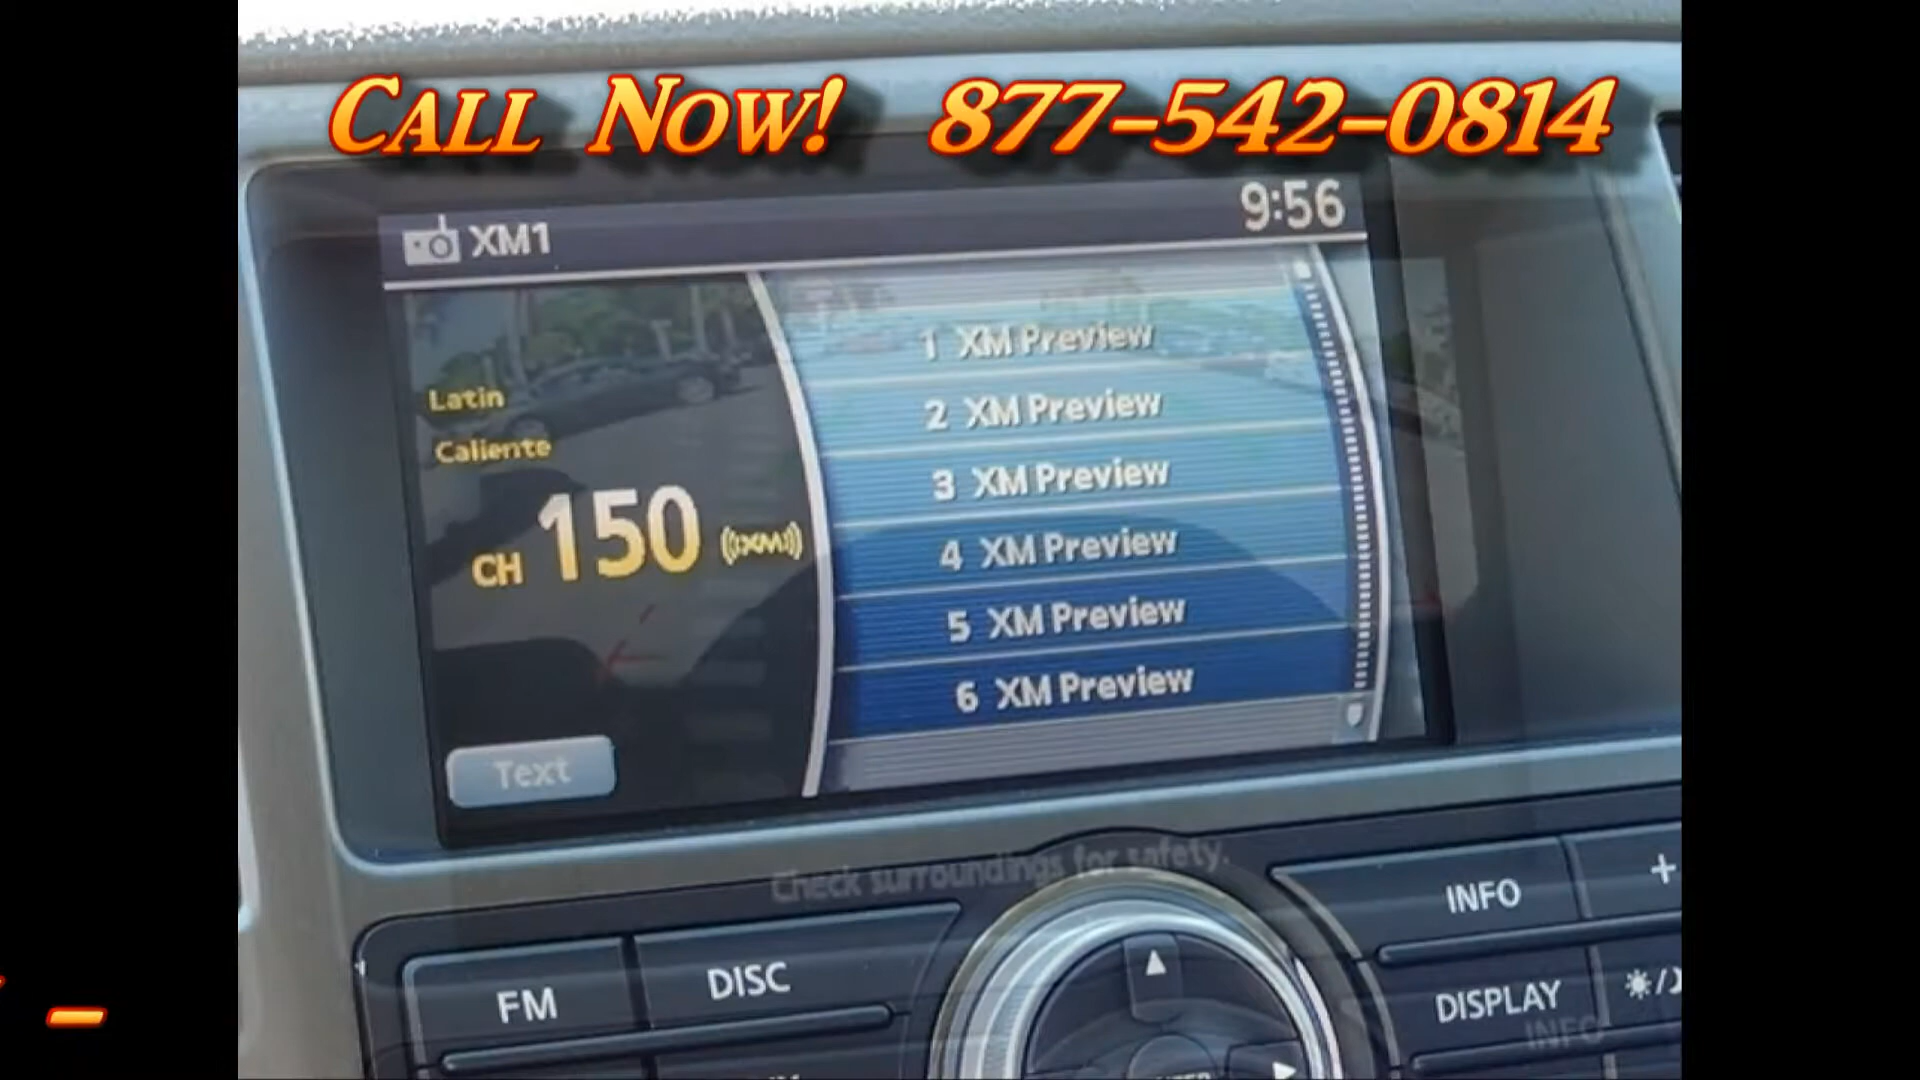 CALL NOW! 877-542-0814
XM1
9:56
Latin
Caliente
CH 150 ((XM))
1 XM Preview
2 XM Preview
3 XM Preview
4 XM Preview
5 XM Preview
6 XM Preview
Text
Check surroundings for safety.
INFO
+
FM
DISC
DISPLAY
INFO
-